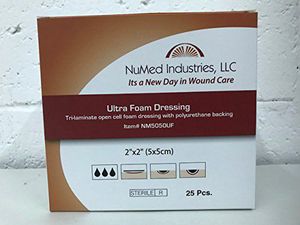 NuMed Industries, LLC
Its a New Day in Wound Care
Ultra Foam Dressing
Tri-laminate open cell foam dressing with polyurethane backing
Item# NM5050UF
2"x2" (5x5cm)
STERILE R
25 Pcs.